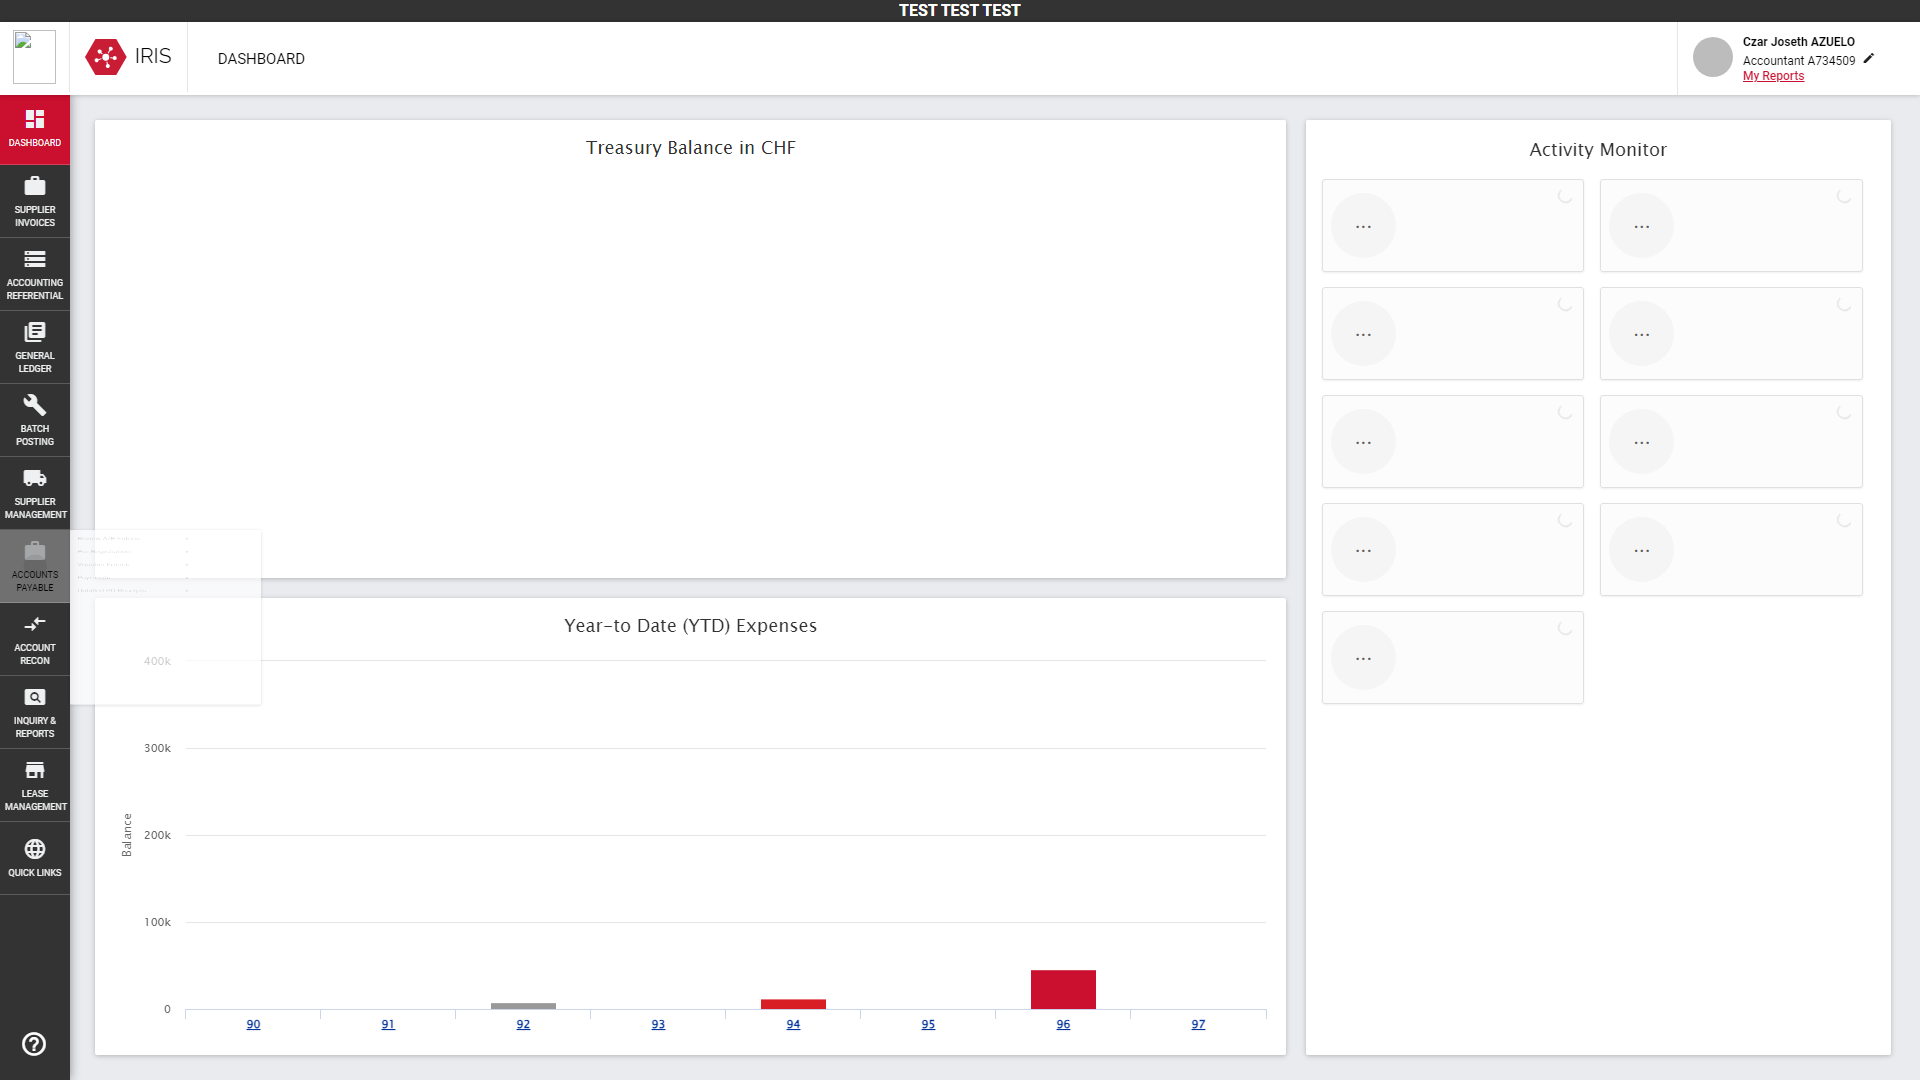 TEST TEST TEST
IRIS
DASHBOARD
Czar Joseth AZUELO
Accountant A734509
My Reports
DASHBOARD
SUPPLIER
INVOICES
ACCOUNTING
REFERENTIAL
GENERAL
LEDGER
BATCH
POSTING
SUPPLIER
MANAGEMENT
ACCOUNTS
PAYABLE
ACCOUNT
RECON
INQUIRY &
REPORTS
LEASE
MANAGEMENT
QUICK LINKS
Treasury Balance in CHF
Year-to Date (YTD) Expenses
Balance
400k
300k
200k
100k
0
90 91 92 93 94 95 96 97
Activity Monitor
... ...
... ...
... ...
... ...
...